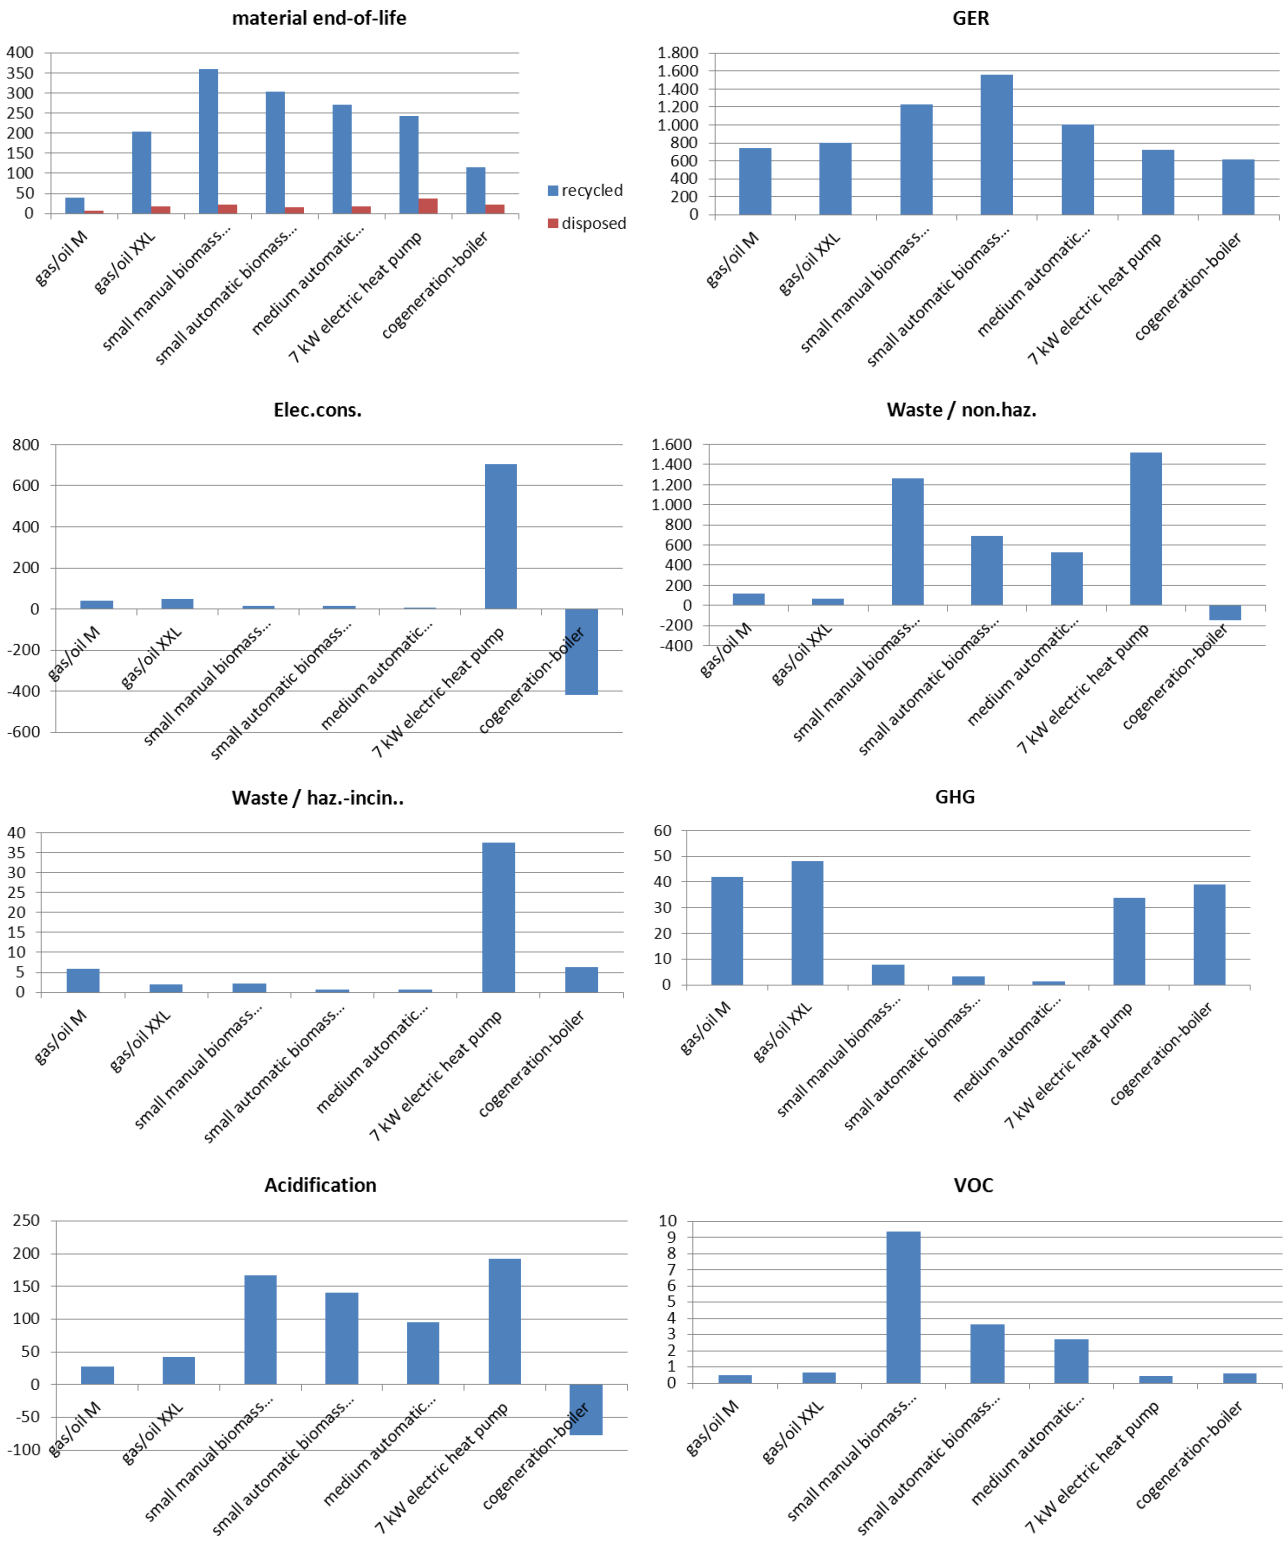 material end-of-life
400
350
300
250
200
150
100
50
0
gas/oil M
gas/oil XXL
small manual biomass...
small automatic biomass...
medium automatic...
7 kW electric heat pump
cogeneration-boiler
recycled
disposed
GER
1.800
1.600
1.400
1.200
1.000
800
600
400
200
0
gas/oil M
gas/oil XXL
small manual biomass...
small automatic biomass...
medium automatic...
7 kW electric heat pump
cogeneration-boiler
Elec.cons.
800
600
400
200
0
-200
-400
-600
gas/oil M
gas/oil XXL
small manual biomass...
small automatic biomass...
medium automatic...
7 kW electric heat pump
cogeneration-boiler
Waste / non.haz.
1.600
1.400
1.200
1.000
800
600
400
200
0
-200
-400
gas/oil M
gas/oil XXL
small manual biomass...
small automatic biomass...
medium automatic...
7 kW electric heat pump
cogeneration-boiler
Waste / haz.-incin..
40
35
30
25
20
15
10
5
0
gas/oil M
gas/oil XXL
small manual biomass...
small automatic biomass...
medium automatic...
7 kW electric heat pump
cogeneration-boiler
GHG
60
50
40
30
20
10
0
gas/oil M
gas/oil XXL
small manual biomass...
small automatic biomass...
medium automatic...
7 kW electric heat pump
cogeneration-boiler
Acidification
250
200
150
100
50
0
-50
-100
gas/oil M
gas/oil XXL
small manual biomass...
small automatic biomass...
medium automatic...
7 kW electric heat pump
cogeneration-boiler
VOC
10
9
8
7
6
5
4
3
2
1
0
gas/oil M
gas/oil XXL
small manual biomass...
small automatic biomass...
medium automatic...
7 kW electric heat pump
cogeneration-boiler